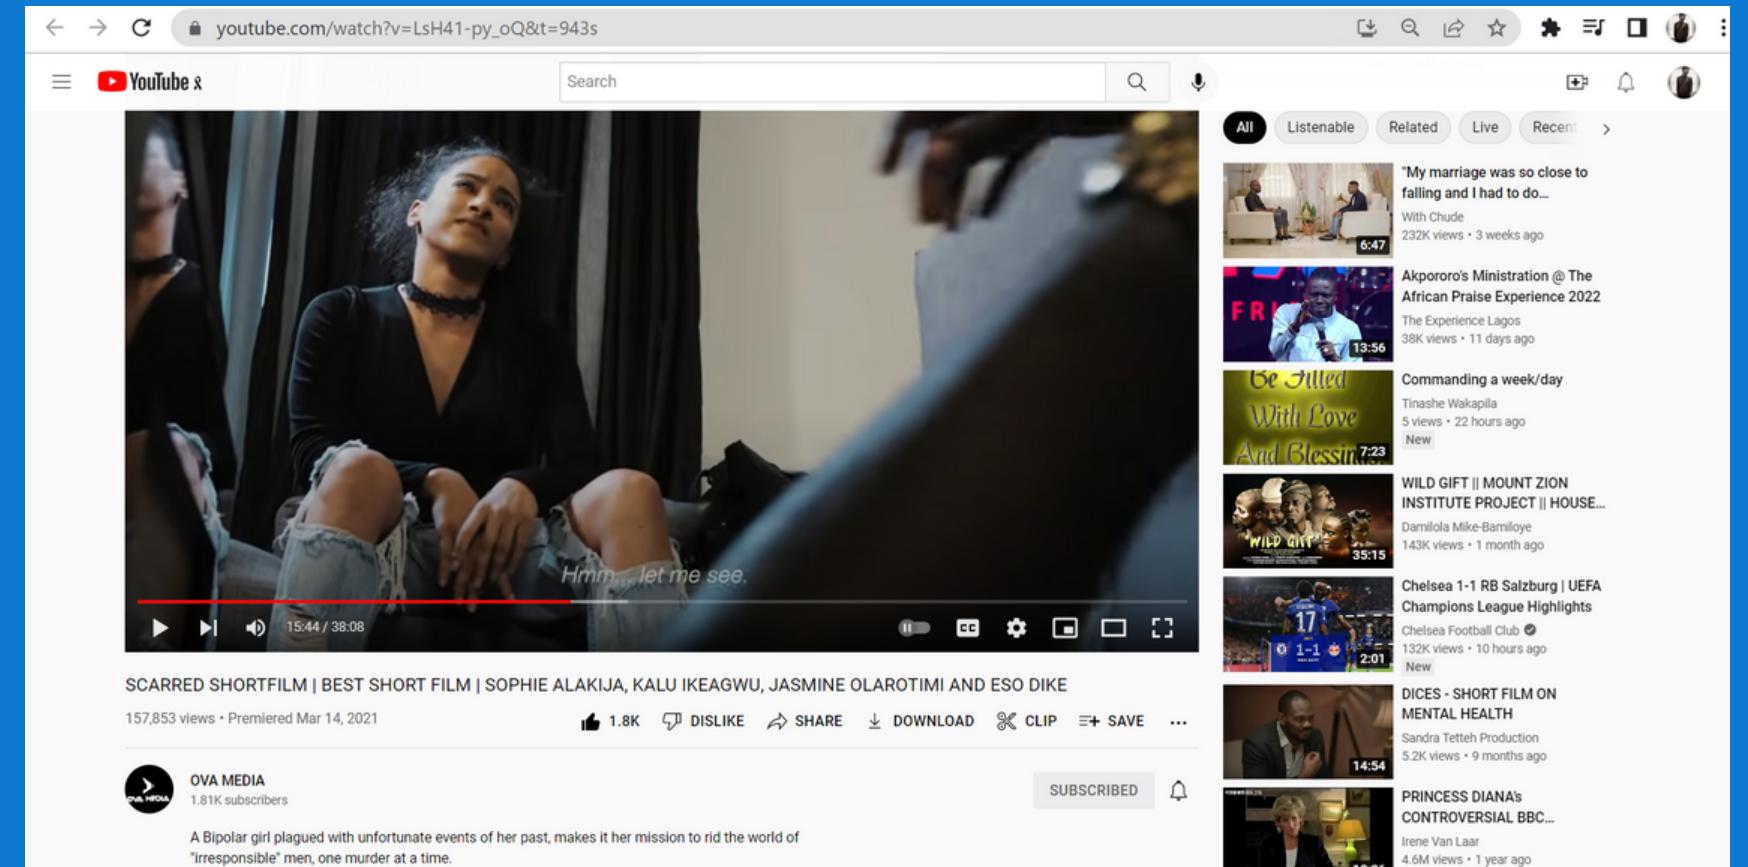 youtube.com/watch?v=LsH41-py_oQ&t=943s
YouTube
Search
All
Listenable
Related
Live
Recent
Hmm... let me see.
15:44 / 38:08
CC
SCARRED SHORTFILM | BEST SHORT FILM | SOPHIE ALAKIJA, KALU IKEAGWU, JASMINE OLAROTIMI AND ESO DIKE
157,853 views • Premiered Mar 14, 2021
1.8K
DISLIKE
SHARE
DOWNLOAD
CLIP
SAVE
OVA MEDIA
1.81K subscribers
SUBSCRIBED
A Bipolar girl plagued with unfortunate events of her past, makes it her mission to rid the world of
"irresponsible" men, one murder at a time.
6:47
"My marriage was so close to
falling and I had to do...
With Chude
232K views • 3 weeks ago
13:56
Akpororo's Ministration @ The
African Praise Experience 2022
The Experience Lagos
38K views • 11 days ago
Be Filled
With Love
And Blessin
7:23
Commanding a week/day
Tinashe Wakapila
5 views • 22 hours ago
New
WILD GIFT
35:15
WILD GIFT || MOUNT ZION
INSTITUTE PROJECT || HOUSE...
Damilola Mike-Bamiloye
143K views • 1 month ago
17
1-1
2:01
Chelsea 1-1 RB Salzburg | UEFA
Champions League Highlights
Chelsea Football Club
132K views • 10 hours ago
New
14:54
DICES - SHORT FILM ON
MENTAL HEALTH
Sandra Tetteh Production
5.2K views • 9 months ago
PRINCESS DIANA's
CONTROVERSIAL BBC...
Irene Van Laar
4.6M views • 1 year ago